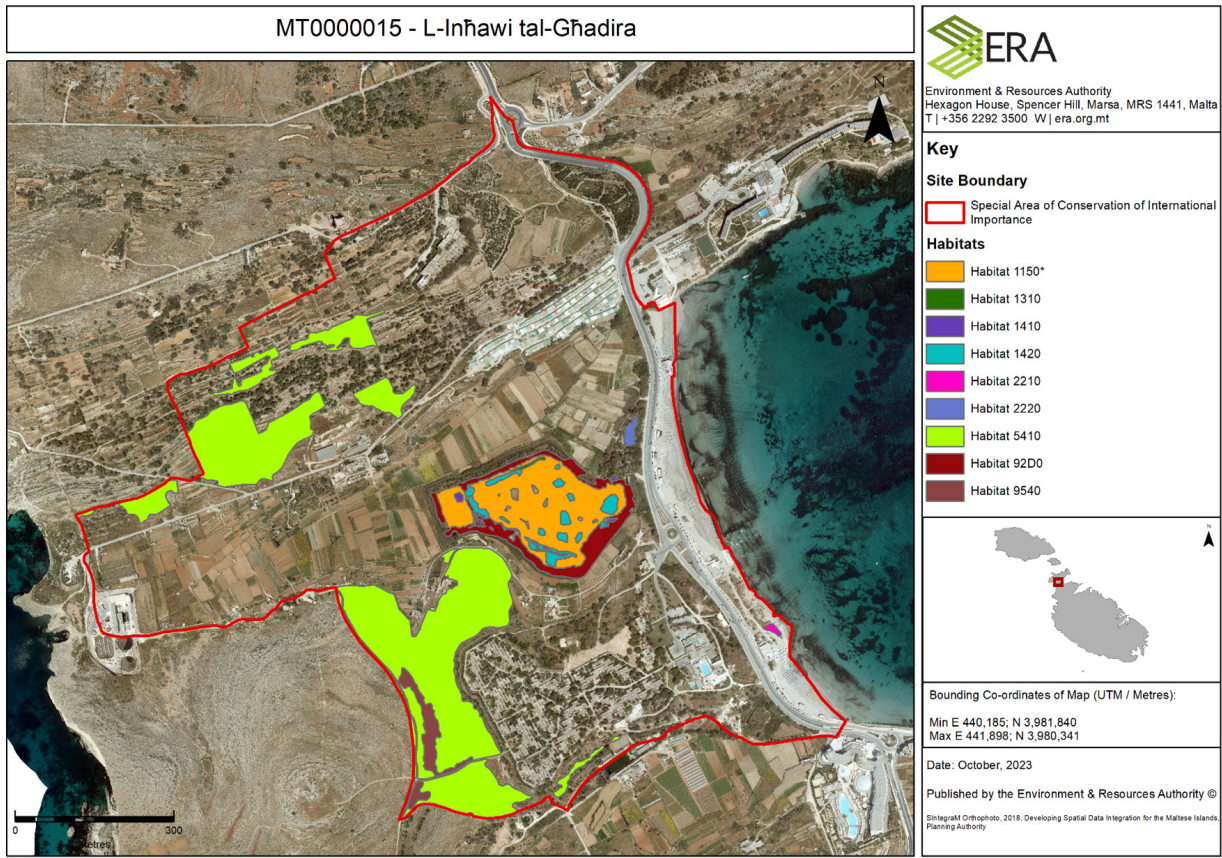 MT0000015 - L-Inħawi tal-Għadira
N
0
300
Metres
ERA
Environment & Resources Authority
Hexagon House, Spencer Hill, Marsa, MRS 1441, Malta
T | +356 2292 3500 W | era.org.mt
Key
Site Boundary
Special Area of Conservation of International
Importance
Habitats
Habitat 1150*
Habitat 1310
Habitat 1410
Habitat 1420
Habitat 2210
Habitat 2220
Habitat 5410
Habitat 92D0
Habitat 9540
N
Bounding Co-ordinates of Map (UTM / Metres):
Min E 440,185; N 3,981,840
Max E 441,898; N 3,980,341
Date: October, 2023
Published by the Environment & Resources Authority ©
SIntegraM Orthophoto, 2018, Developing Spatial Data Integration for the Maltese Islands,
Planning Authority